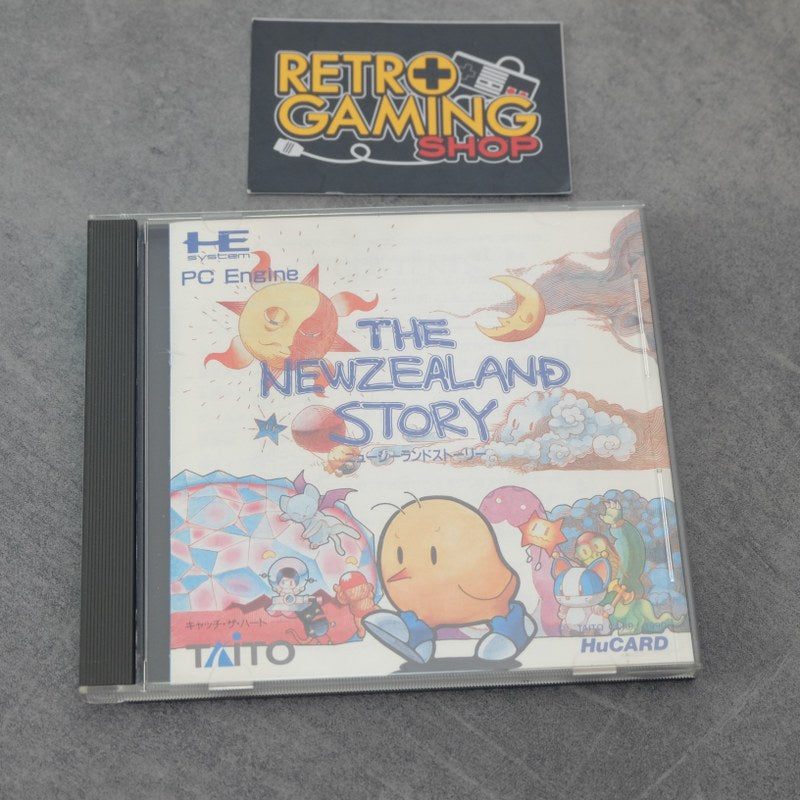 RETRO
GAMING
SHOP
HE
system
PC Engine
THE
NEWZEALAND
STORY
ニュージーランドストーリー
キャッチ・ザ・ハート
TAITO
TAITO
HuCARD